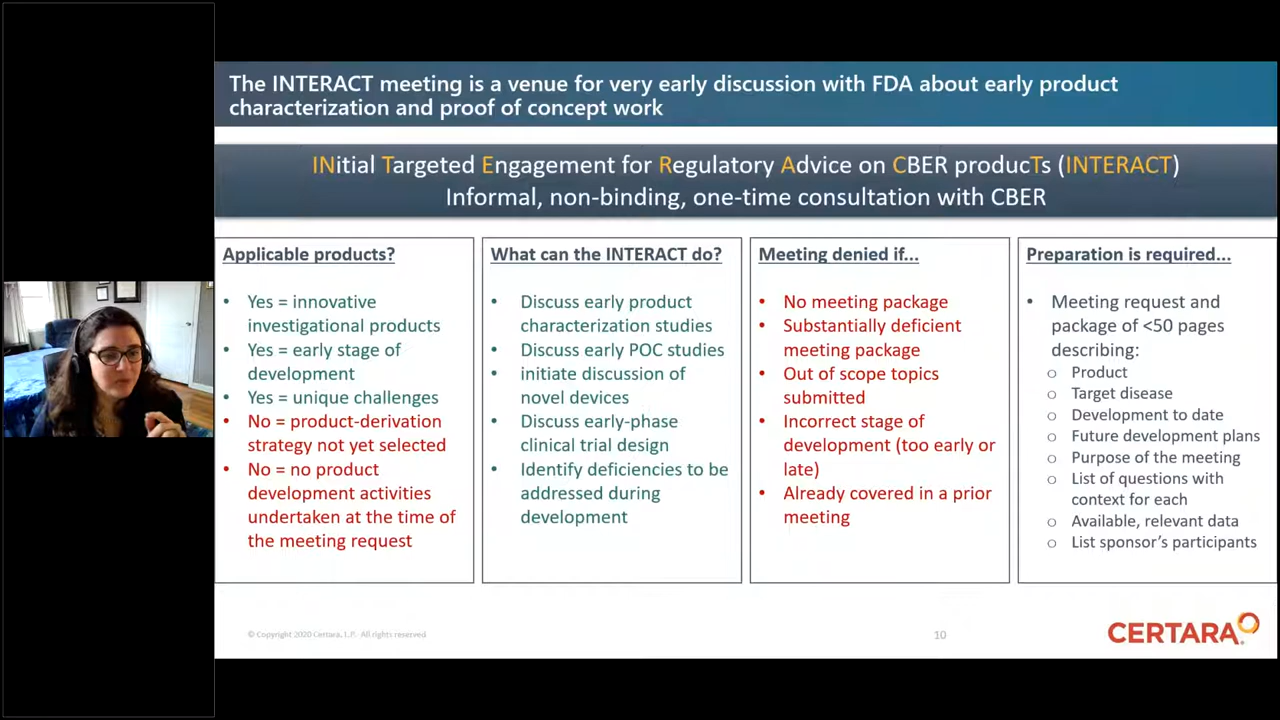 The INTERACT meeting is a venue for very early discussion with FDA about early product
characterization and proof of concept work
INitial Targeted Engagement for Regulatory Advice on CBER producTs (INTERACT)
Informal, non-binding, one-time consultation with CBER
Applicable products?
• Yes = innovative
investigational products
• Yes = early stage of
development
• Yes = unique challenges
• No = product-derivation
strategy not yet selected
• No = no product
development activities
undertaken at the time of
the meeting request
What can the INTERACT do?
• Discuss early product
characterization studies
• Discuss early POC studies
• initiate discussion of
novel devices
• Discuss early-phase
clinical trial design
• Identify deficiencies to be
addressed during
development
Meeting denied if...
• No meeting package
• Substantially deficient
meeting package
• Out of scope topics
submitted
• Incorrect stage of
development (too early or
late)
• Already covered in a prior
meeting
Preparation is required...
• Meeting request and
package of <50 pages
describing:
o Product
o Target disease
o Development to date
o Future development plans
o Purpose of the meeting
o List of questions with
context for each
o Available, relevant data
o List sponsor's participants
© Copyright 2020 Certara, L.P. All rights reserved
10
CERTARA